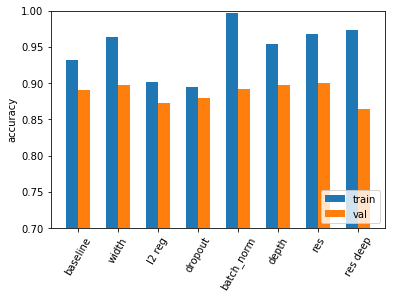 1.00
0.95
0.90
0.85
0.80
0.75
0.70
accuracy
baseline
width
l2 reg
dropout
batch_norm
depth
res
res deep
train
val